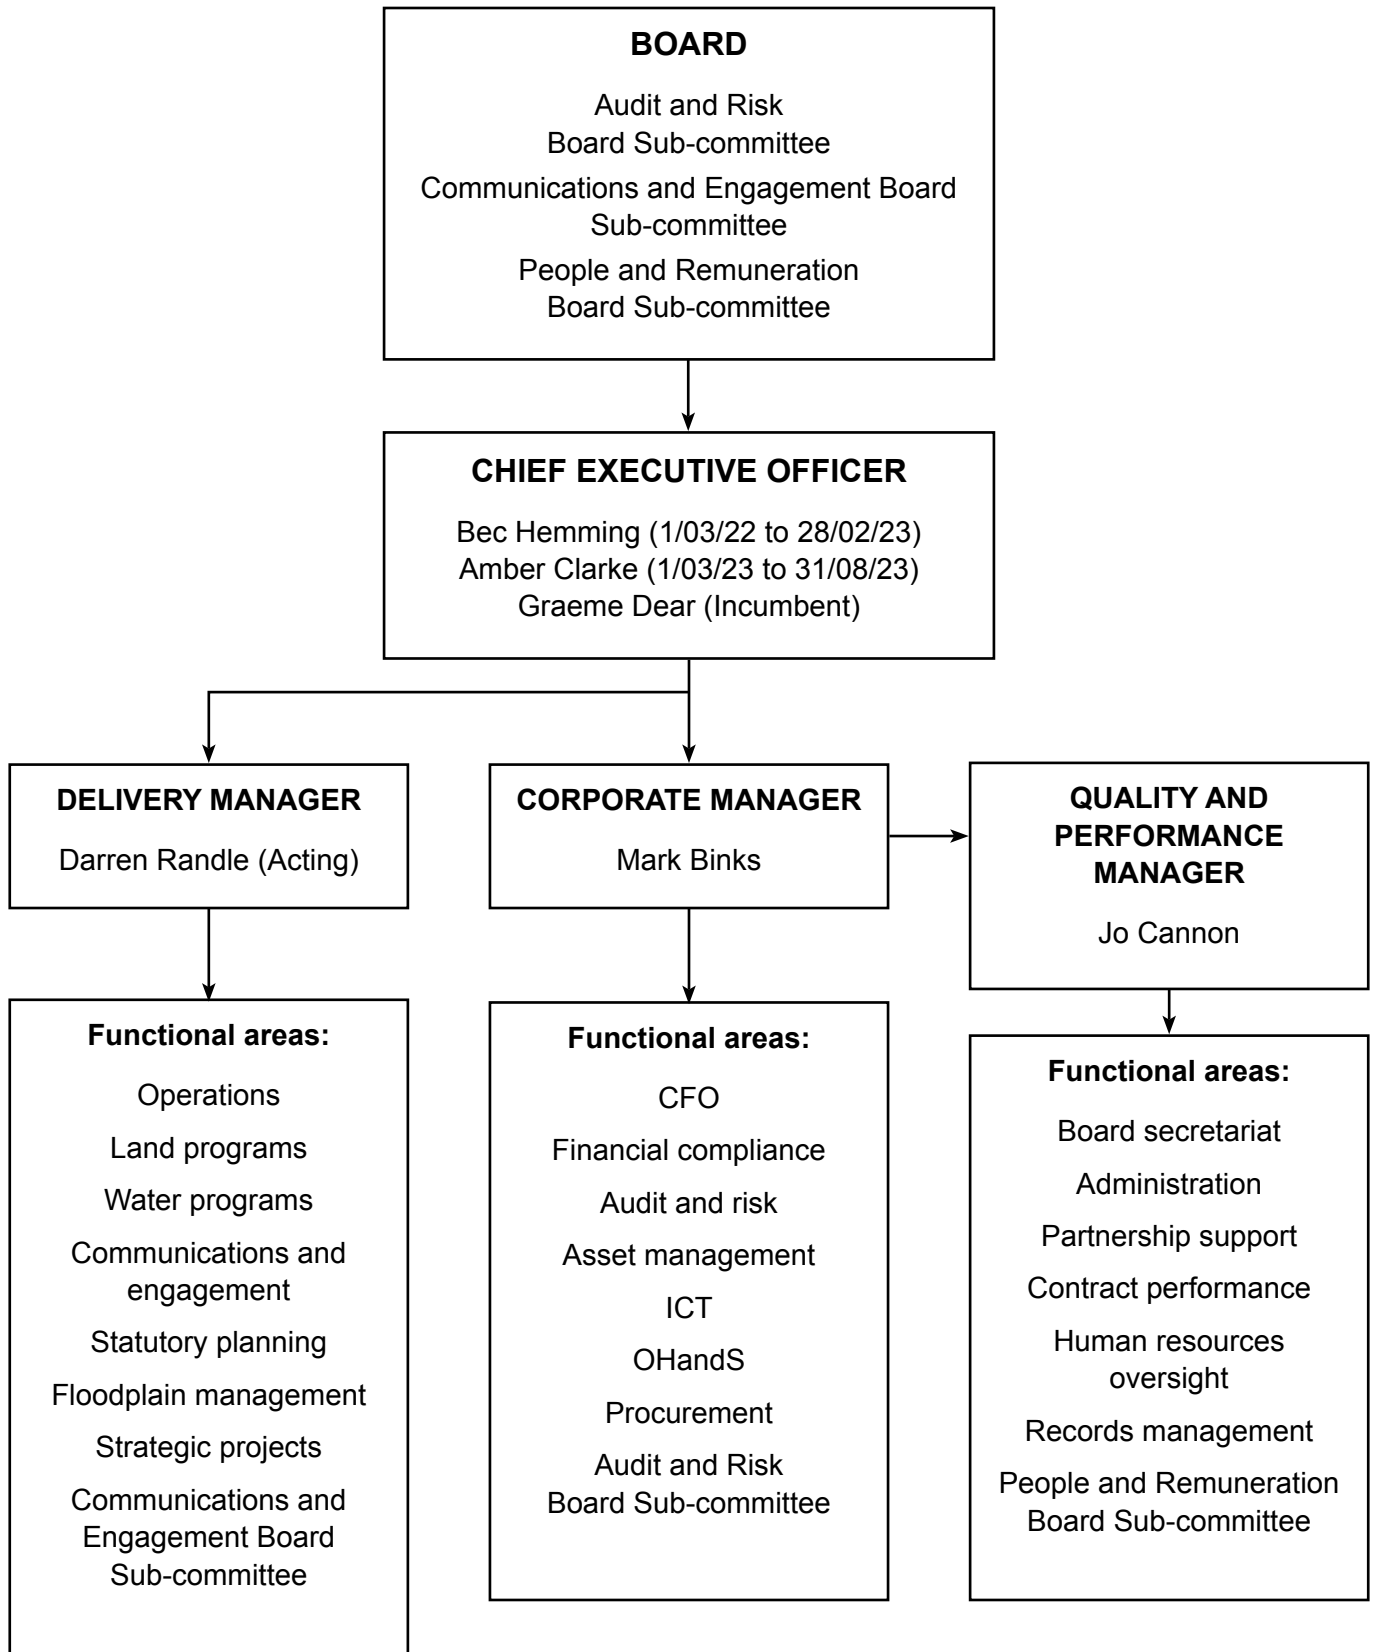 BOARD
Audit and Risk
Board Sub-committee
Communications and Engagement Board
Sub-committee
People and Remuneration
Board Sub-committee
CHIEF EXECUTIVE OFFICER
Bec Hemming (1/03/22 to 28/02/23)
Amber Clarke (1/03/23 to 31/08/23)
Graeme Dear (Incumbent)
DELIVERY MANAGER
Darren Randle (Acting)
CORPORATE MANAGER
Mark Binks
QUALITY AND
PERFORMANCE
MANAGER
Jo Cannon
Functional areas:
Operations
Land programs
Water programs
Communications and
engagement
Statutory planning
Floodplain management
Strategic projects
Communications and
Engagement Board
Sub-committee
Functional areas:
CFO
Financial compliance
Audit and risk
Asset management
ICT
OHandS
Procurement
Audit and Risk
Board Sub-committee
Functional areas:
Board secretariat
Administration
Partnership support
Contract performance
Human resources
oversight
Records management
People and Remuneration
Board Sub-committee